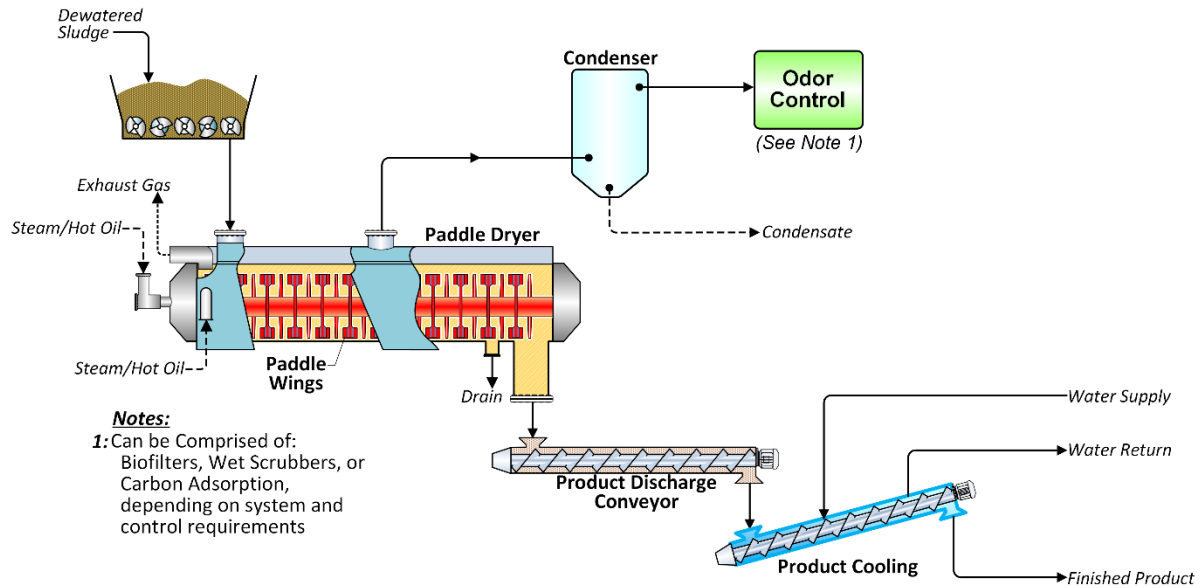 Dewatered
Sludge
Condenser
Odor
Control
(See Note 1)
Exhaust Gas
Steam/Hot Oil
Paddle Dryer
Condensate
Steam/Hot Oil
Paddle
Wings
Drain
Notes:
1: Can be Comprised of:
Biofilters, Wet Scrubbers, or
Carbon Adsorption,
depending on system and
control requirements
Product Discharge
Conveyor
Water Supply
Water Return
Product Cooling
Finished Product